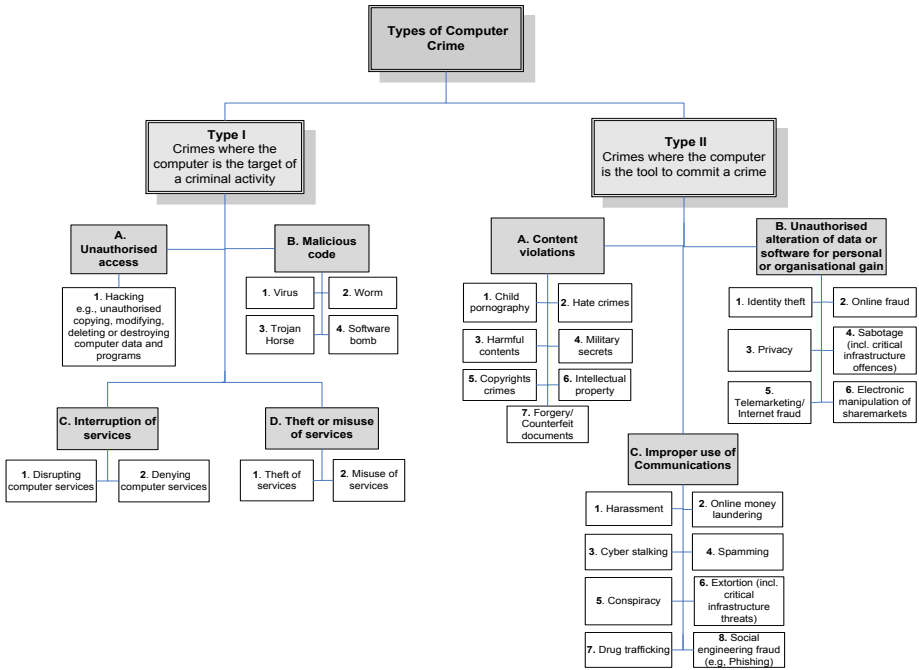 Types of Computer
Crime
Type I
Crimes where the
computer is the target of
a criminal activity
Type II
Crimes where the computer
is the tool to commit a crime
A.
Unauthorised
access
1. Hacking
e.g., unauthorised
copying, modifying,
deleting or destroying
computer data and
programs
B. Malicious
code
1. Virus
2. Worm
3. Trojan
Horse
4. Software
bomb
C. Interruption of
services
1. Disrupting
computer services
2. Denying
computer services
D. Theft or misuse
of services
1. Theft of
services
2. Misuse of
services
A. Content
violations
1. Child
pornography
2. Hate crimes
3. Harmful
contents
4. Military
secrets
5. Copyrights
crimes
6. Intellectual
property
7. Forgery/
Counterfeit
documents
B. Unauthorised
alteration of data or
software for personal
or organisational gain
1. Identity theft
2. Online fraud
3. Privacy
4. Sabotage
(incl. critical
infrastructure
offences)
5.
Telemarketing/
Internet fraud
6. Electronic
manipulation of
sharemarkets
C. Improper use of
Communications
1. Harassment
2. Online money
laundering
3. Cyber stalking
4. Spamming
5. Conspiracy
6. Extortion (incl.
critical
infrastructure
threats)
7. Drug trafficking
8. Social
engineering fraud
(e.g, Phishing)